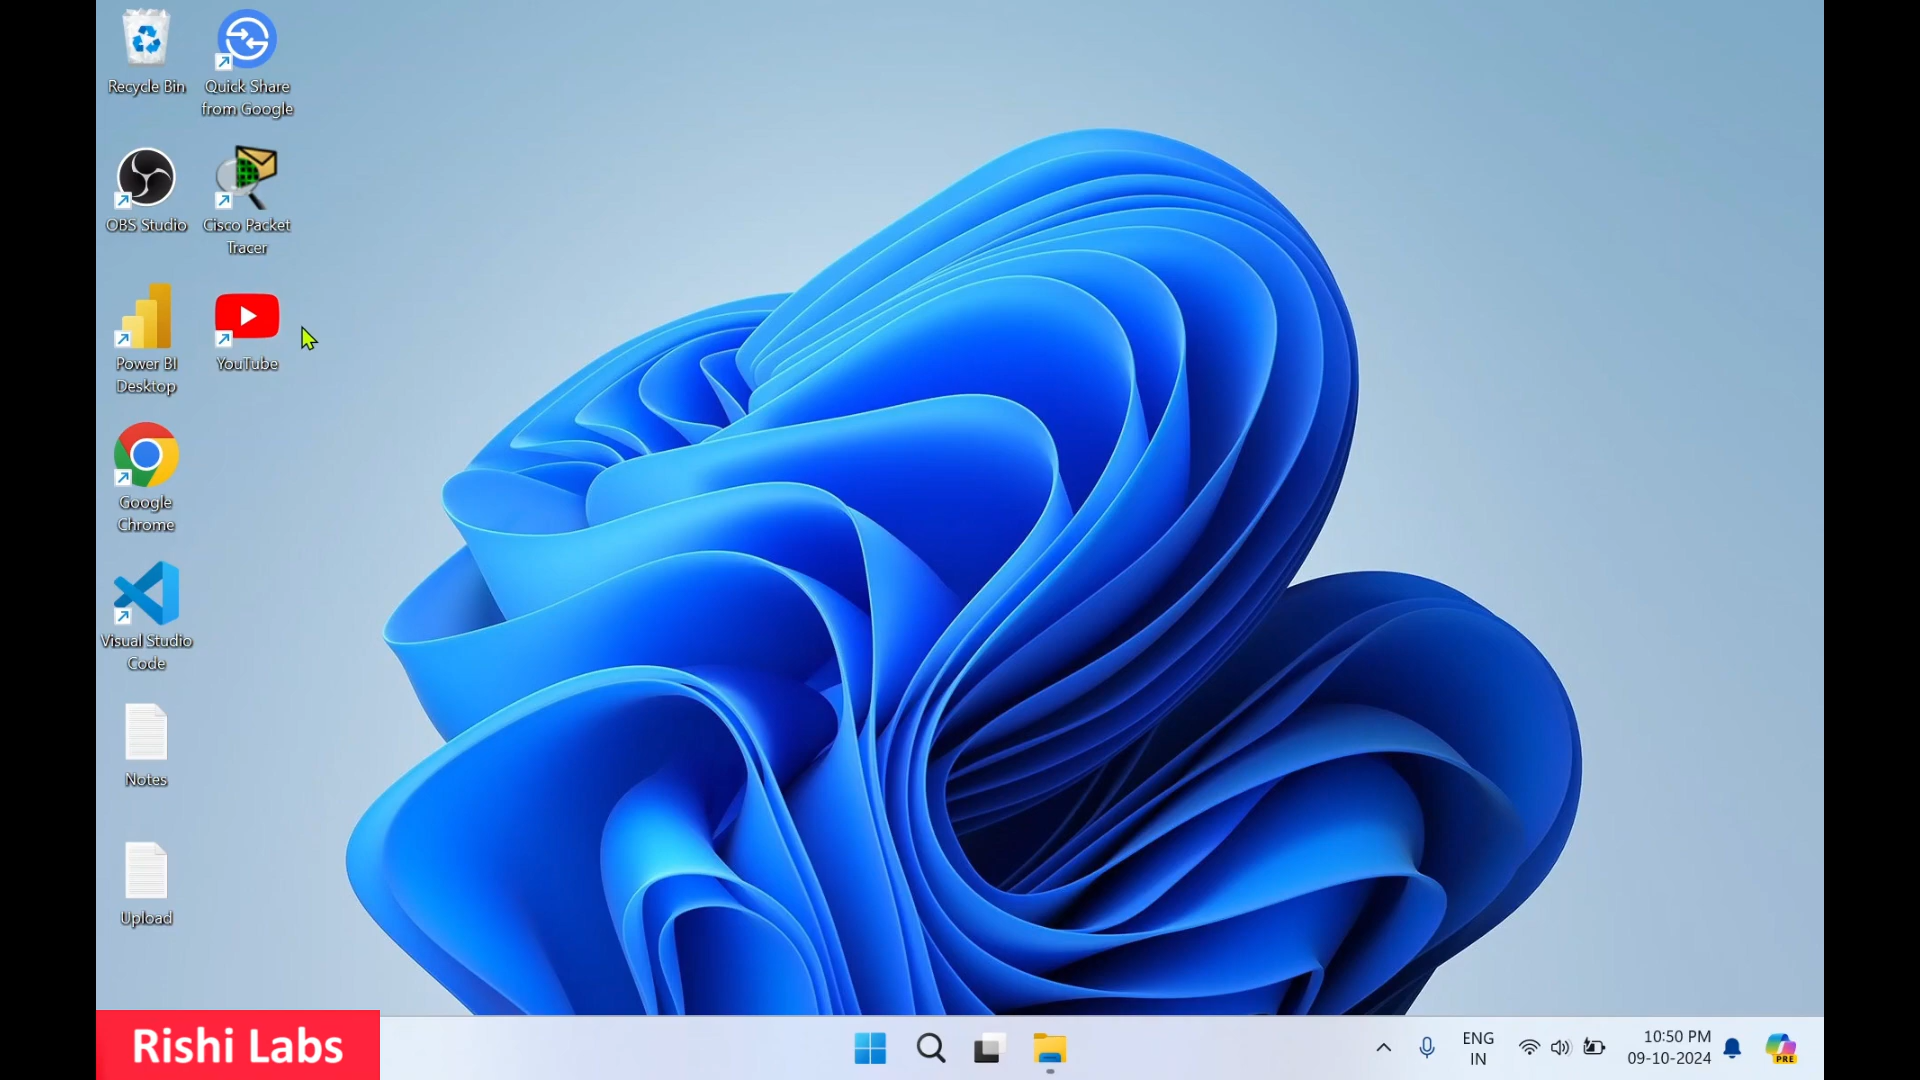 Recycle Bin
Quick Share
from Google
OBS Studio
Cisco Packet
Tracer
Power BI
Desktop
YouTube
Google
Chrome
Visual Studio
Code
Notes
Upload
Rishi Labs
ENG
IN
10:50 PM
09-10-2024
PRE